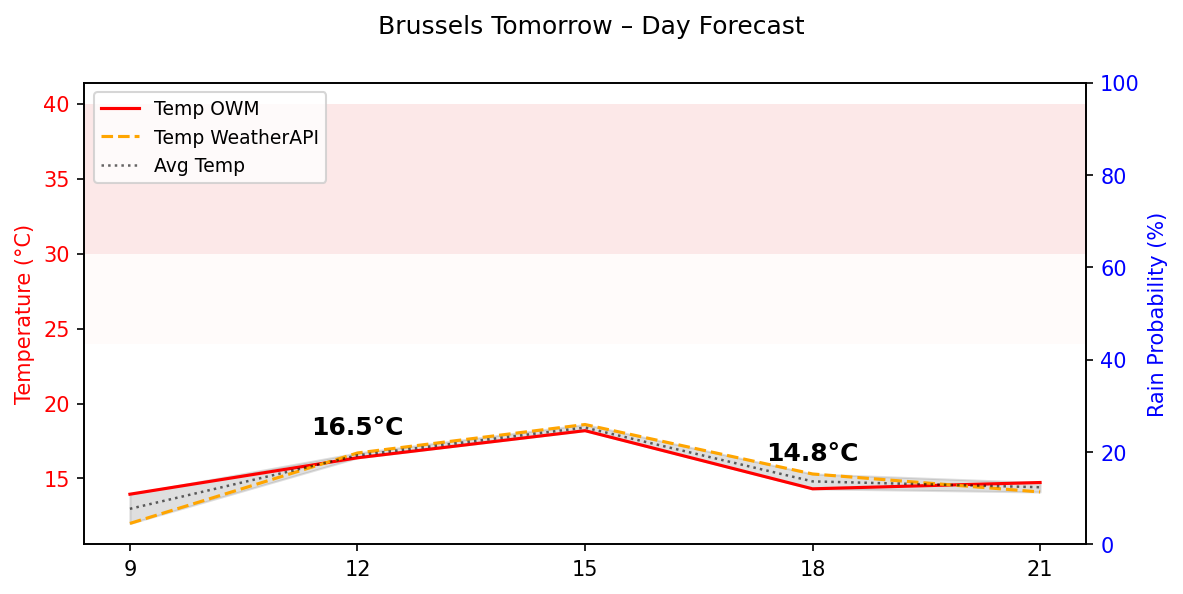 Brussels Tomorrow – Day Forecast
Temp OWM
Temp WeatherAPI
Avg Temp
Temperature (°C)
40
35
30
25
20
15
16.5°C
14.8°C
100
80
60
40
20
0
Rain Probability (%)
9 12 15 18 21